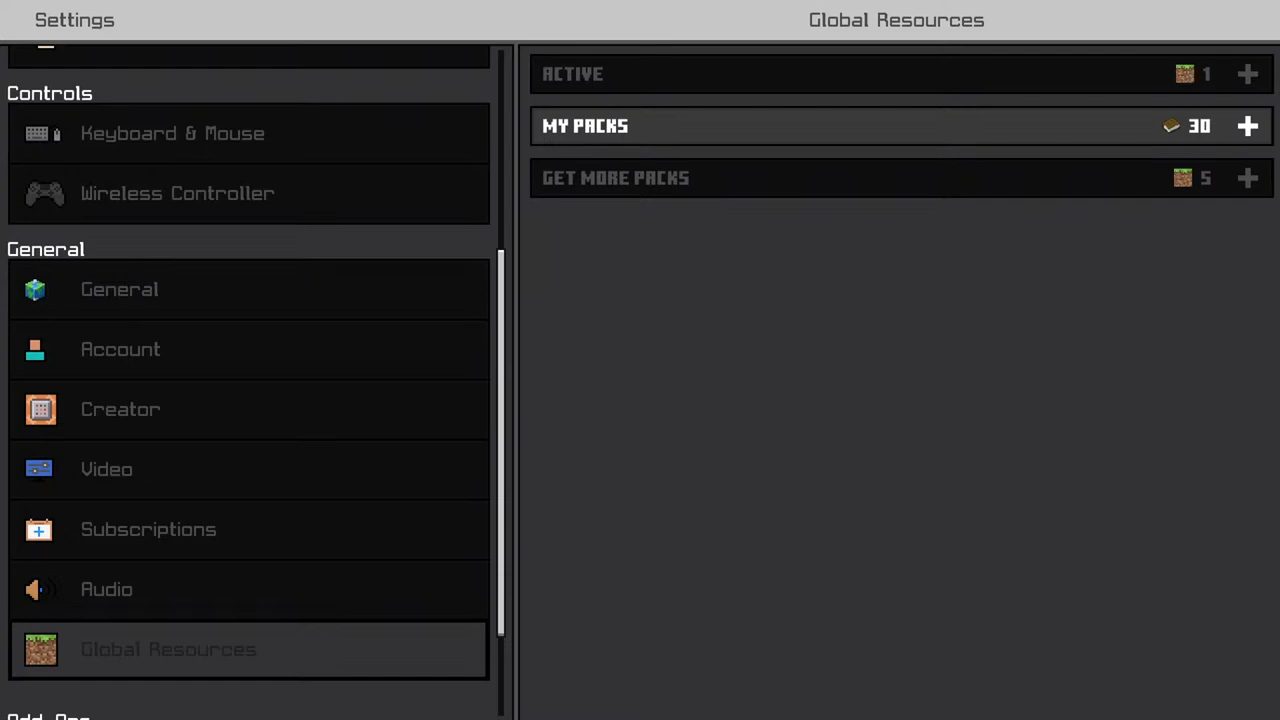 Settings
Global Resources
Controls
Keyboard & Mouse
Wireless Controller
General
General
Account
Creator
Video
Subscriptions
Audio
Global Resources
ACTIVE 1
MY PACKS 30
GET MORE PACKS 5